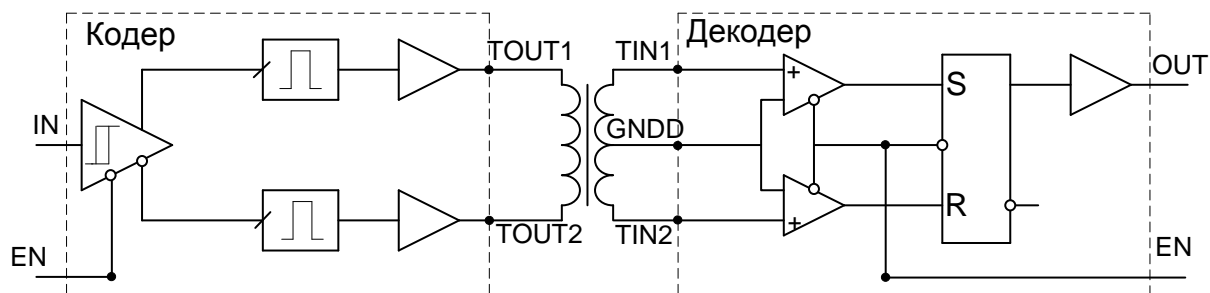 Кодер
Декодер
TOUT1
TIN1
OUT
IN
S
GNDD
R
TOUT2
TIN2
EN
EN